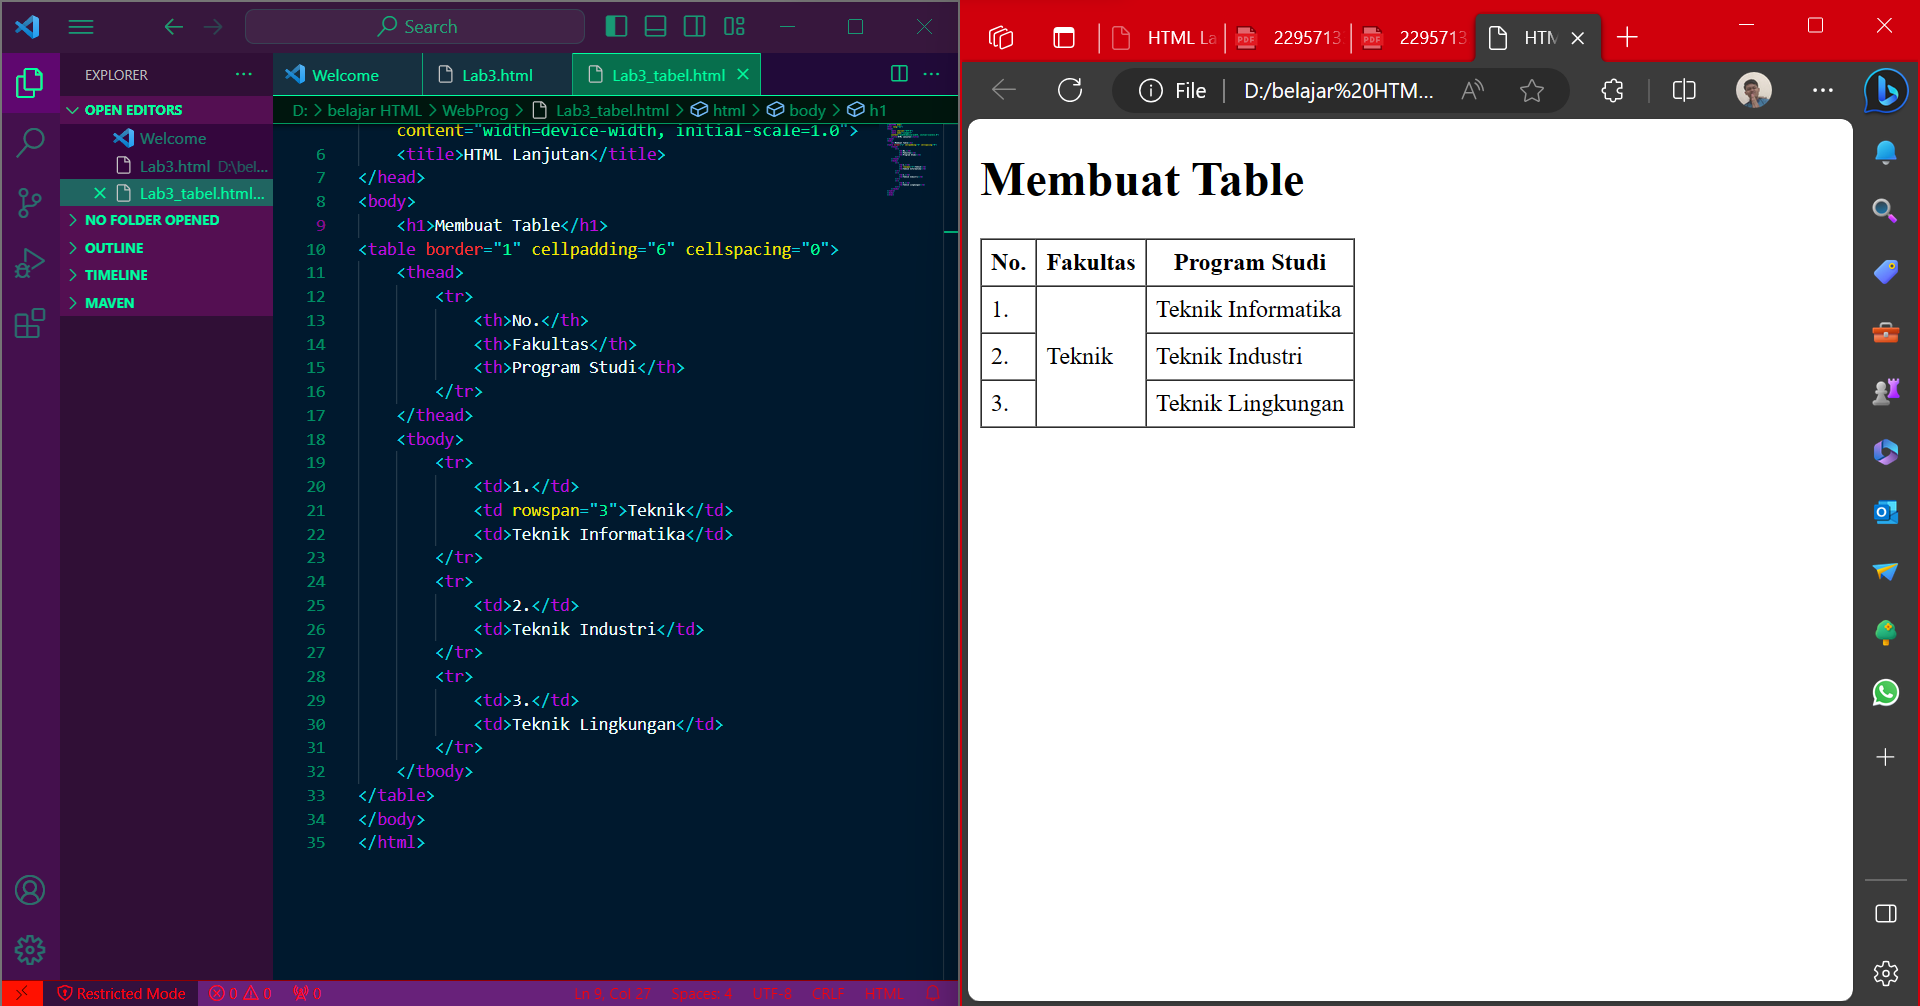 Search
EXPLORER
OPEN EDITORS
Welcome
Lab3.html D:\bel...
Lab3_tabel.html...
NO FOLDER OPENED
OUTLINE
TIMELINE
MAVEN
Welcome
Lab3.html
Lab3_tabel.html
D: > belajar HTML > WebProg > Lab3_tabel.html > html > body > h1
content="width=device-width, initial-scale=1.0">
6 <title>HTML Lanjutan</title>
7 </head>
8 <body>
9 <h1>Membuat Table</h1>
10 <table border="1" cellpadding="6" cellspacing="0">
11 <thead>
12 <tr>
13 <th>No.</th>
14 <th>Fakultas</th>
15 <th>Program Studi</th>
16 </tr>
17 </thead>
18 <tbody>
19 <tr>
20 <td>1.</td>
21 <td rowspan="3">Teknik</td>
22 <td>Teknik Informatika</td>
23 </tr>
24 <tr>
25 <td>2.</td>
26 <td>Teknik Industri</td>
27 </tr>
28 <tr>
29 <td>3.</td>
30 <td>Teknik Lingkungan</td>
31 </tr>
32 </tbody>
33 </table>
34 </body>
35 </html>
Restricted Mode 0 0 0 Ln 9, Col 27 Spaces: 4 UTF-8 CRLF HTML
HTML La PDF 2295713 PDF 2295713 HTM
File D:/belajar%20HTM...
Membuat Table
No. Fakultas Program Studi
1. Teknik Informatika
2. Teknik Teknik Industri
3. Teknik Lingkungan